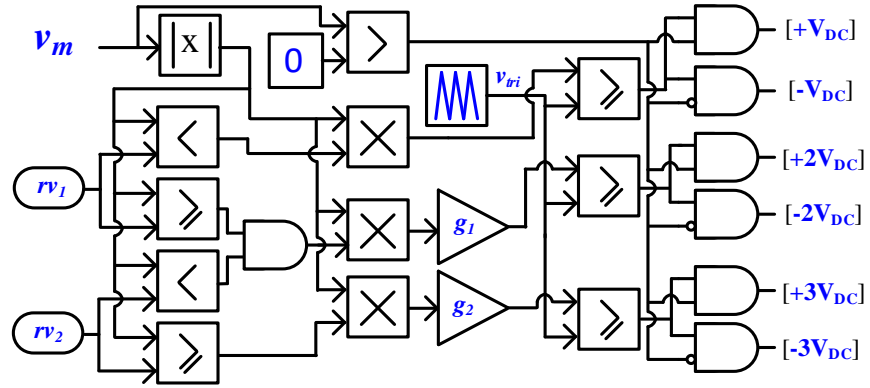 v_m
|X|
0
>
[+V_DC]
v_tri
≥
[-V_DC]
<
×
rv_1
≥
≥
[+2V_DC]
×
g_1
[-2V_DC]
<
×
g_2
[+3V_DC]
rv_2
≥
≥
[-3V_DC]